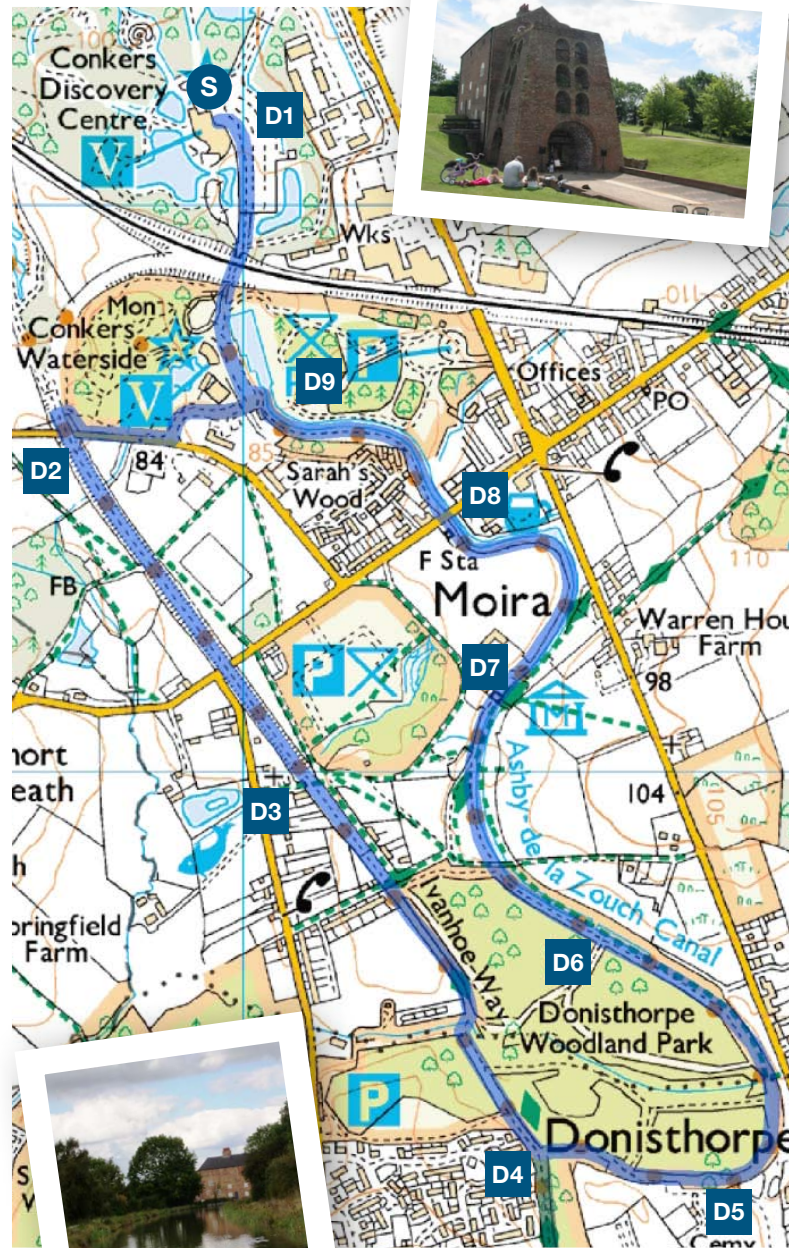 Conkers
Discovery
Centre
S
D1
V
Wks
Mon
Conkers
Waterside
V
D9
P
Offices
PO
D2
84
85
Sarah's
Wood
D8
F Sta
Moira
110
FB
Warren Hou
Farm
P
D7
98
M
hort
eath
D3
104
105
Ashby-de-
la Zouch Canal
h
pringfield
Farm
Ivanhoe Way
D6
Donisthorpe
Woodland Park
P
Donisthorpe
D4
D5
Cemy
S
W